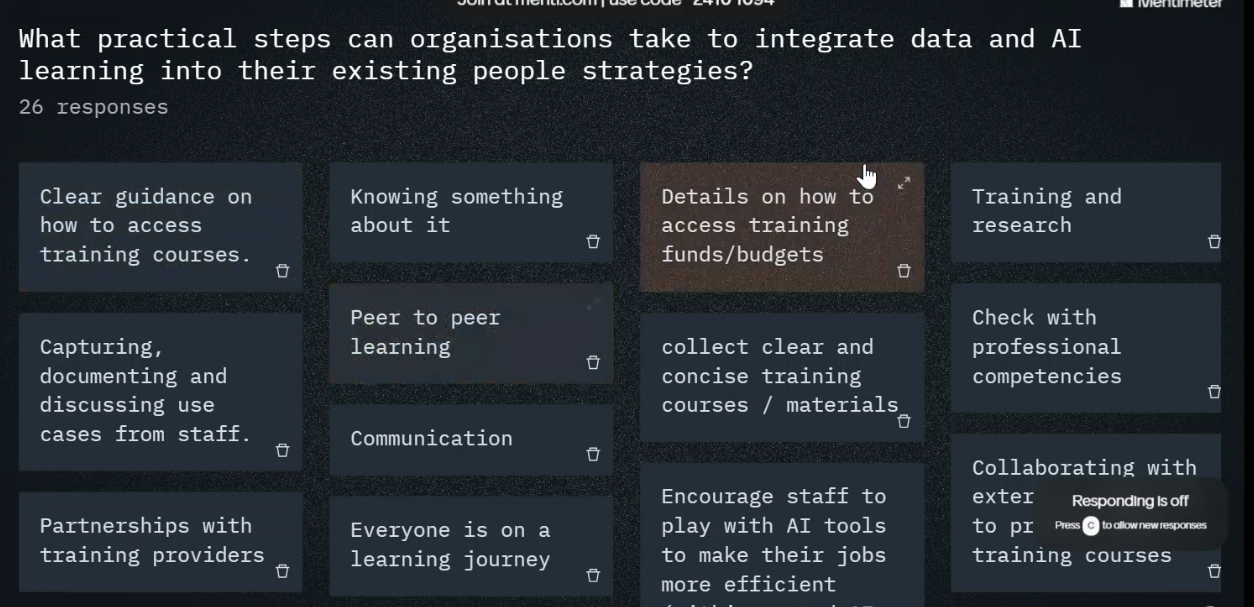 Join at menti.com | use code 2410 1094
Mentimeter
What practical steps can organisations take to integrate data and AI
learning into their existing people strategies?
26 responses
Clear guidance on
how to access
training courses.
Capturing,
documenting and
discussing use
cases from staff.
Partnerships with
training providers
Knowing something
about it
Peer to peer
learning
Communication
Everyone is on a
learning journey
Details on how to
access training
funds/budgets
collect clear and
concise training
courses / materials
Encourage staff to
play with AI tools
to make their jobs
more efficient
Training and
research
Check with
professional
competencies
Collaborating with
to
training courses
Responding is off
Press C to allow new responses